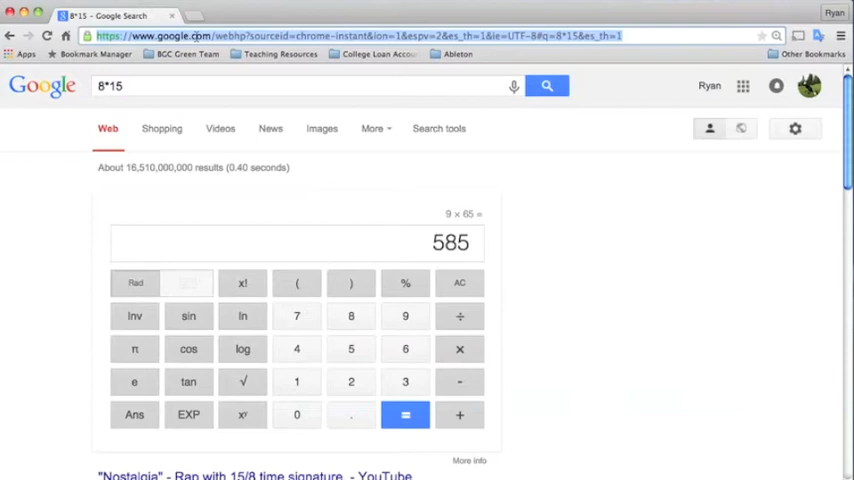 8*15 - Google Search
Ryan
https://www.google.com/webhp?sourceid=chrome-instant&ion=1&espv=2&es_th=1&ie=UTF-8#q=8*15&es_th=1
Apps Bookmark Manager BGC Green Team Teaching Resources College Loan Accou Ableton Other Bookmarks
Google 8*15 Ryan
Web Shopping Videos News Images More Search tools
About 16,510,000,000 results (0.40 seconds)
9 × 65 =
585
Rad x! ( ) % AC
Inv sin ln 7 8 9 ÷
π cos log 4 5 6 ×
e tan √ 1 2 3 -
Ans EXP xʸ 0 . = +
More info
"Nostalgia" - Rap with 15/8 time signature. - YouTube